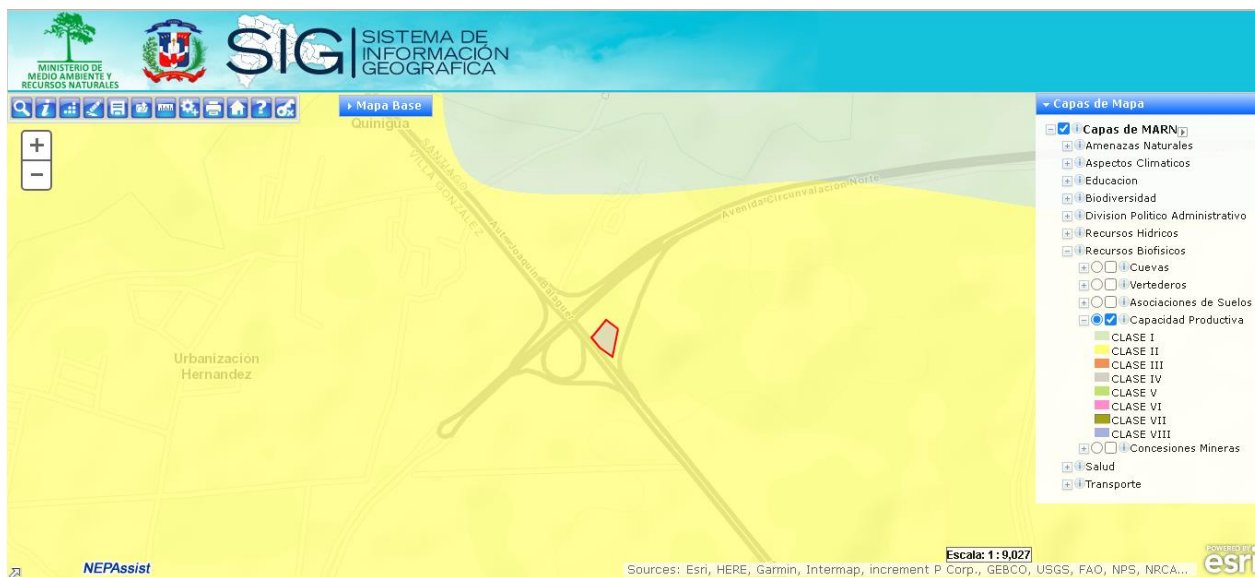 MINISTERIO DE
MEDIO AMBIENTE Y
RECURSOS NATURALES
SIG
SISTEMA DE
INFORMACIÓN
GEOGRAFICA
Mapa Base
Capas de Mapa
+
−
Quinigua
SANTIAGO
VILLA GONZALEZ
Aut Joaquin Balaguer
Avenida Circunvalacion Norte
Urbanizacion
Hernandez
Capas de MARN
Amenazas Naturales
Aspectos Climaticos
Educacion
Biodiversidad
Division Politico Administrativo
Recursos Hidricos
Recursos Biofisicos
Cuevas
Vertederos
Asociaciones de Suelos
Capacidad Productiva
CLASE I
CLASE II
CLASE III
CLASE IV
CLASE V
CLASE VI
CLASE VII
CLASE VIII
Concesiones Mineras
Salud
Transporte
NEPAssist
Escala: 1 : 9,027
Sources: Esri, HERE, Garmin, Intermap, increment P Corp., GEBCO, USGS, FAO, NPS, NRCA...
POWERED BY
esri